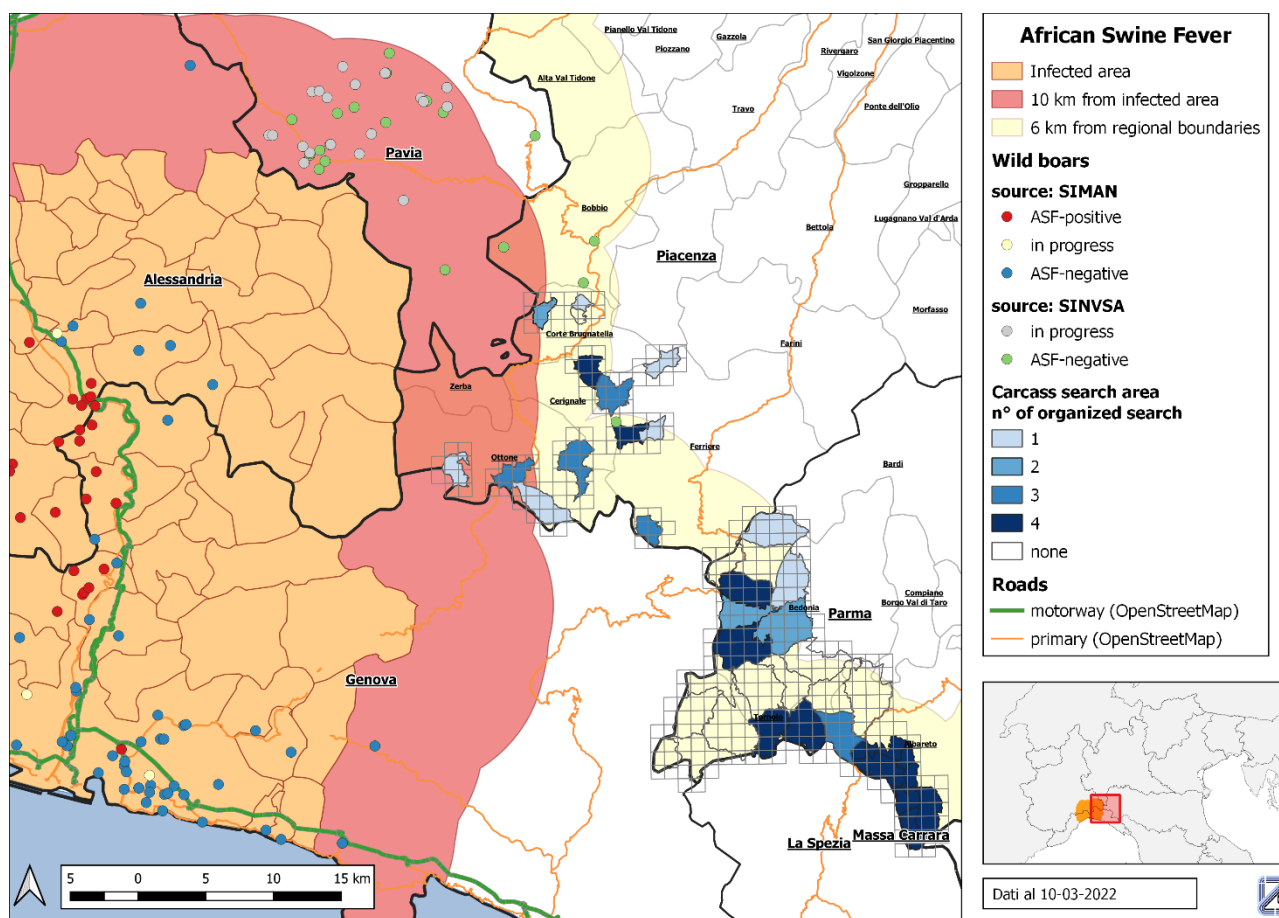 Pianello Val Tidone
Gazzola
San Giorgio Piacentino
Piozzano
Rivergaro
Vigolzone
Alta Val Tidone
Travo
Ponte dell'Olio
Pavia
Gropparello
Bobbio
Lugagnano Val d'Arda
Bettola
Piacenza
Alessandria
Morfasso
Corte Brugnatella
Farini
Zerba
Cerignale
Ferriere
Ottone
Bardi
Compiano
Bedonia
Borgo Val di Taro
Parma
Genova
Tornolo
Albareto
La Spezia
Massa Carrara
5 0 5 10 15 km
African Swine Fever
Infected area
10 km from infected area
6 km from regional boundaries
Wild boars
source: SIMAN
ASF-positive
in progress
ASF-negative
source: SINVSA
in progress
ASF-negative
Carcass search area
n° of organized search
1
2
3
4
none
Roads
motorway (OpenStreetMap)
primary (OpenStreetMap)
Dati al 10-03-2022